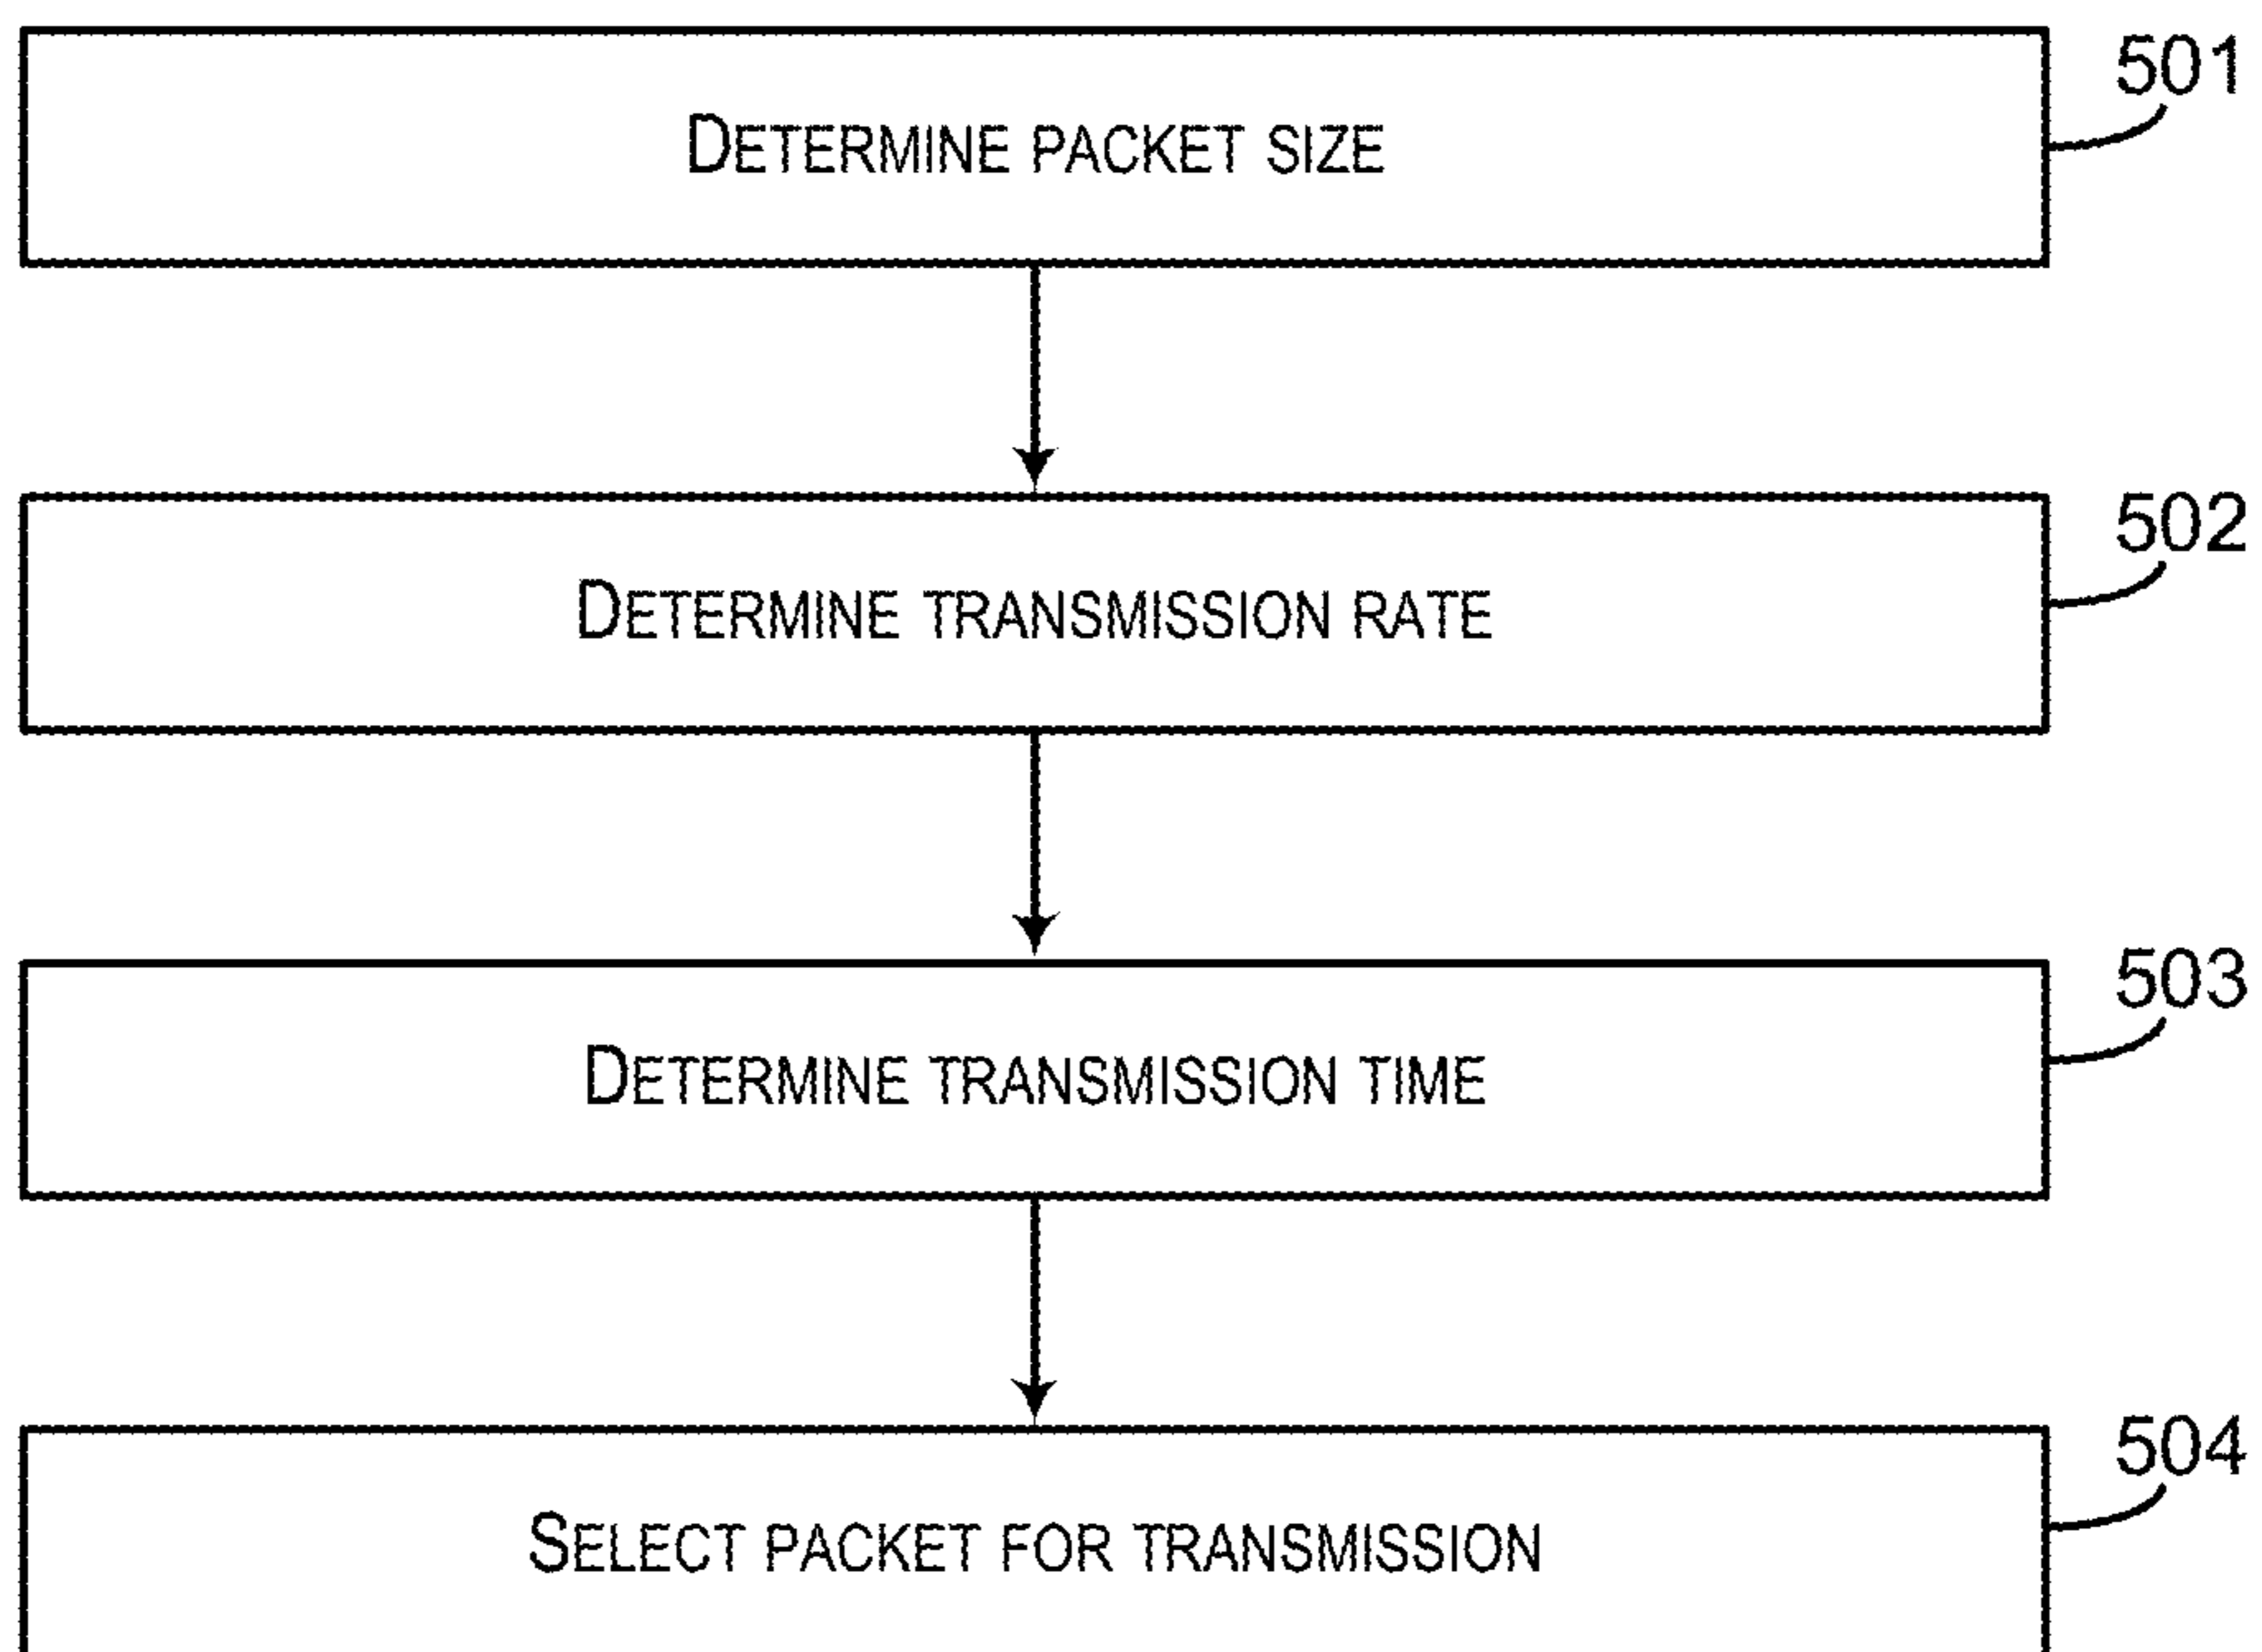 501
DETERMINE PACKET SIZE
502
DETERMINE TRANSMISSION RATE
503
DETERMINE TRANSMISSION TIME
504
SELECT PACKET FOR TRANSMISSION